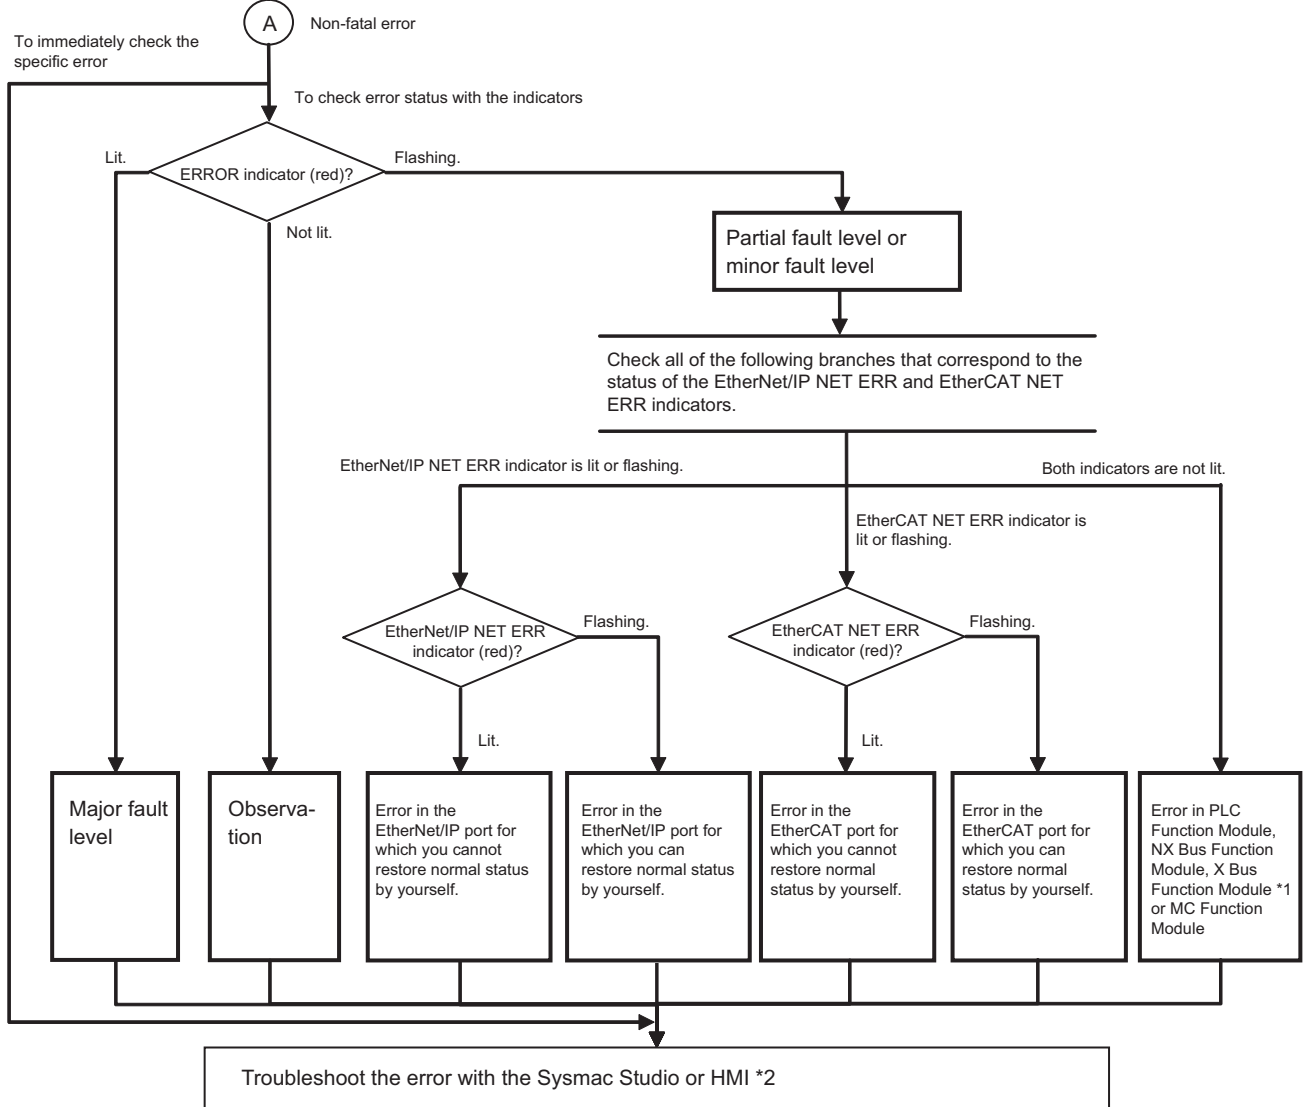 A
Non-fatal error
To immediately check the
specific error
To check error status with the indicators
Lit.
ERROR indicator (red)?
Flashing.
Not lit.
Partial fault level or
minor fault level
Check all of the following branches that correspond to the
status of the EtherNet/IP NET ERR and EtherCAT NET
ERR indicators.
EtherNet/IP NET ERR indicator is lit or flashing.
Both indicators are not lit.
EtherCAT NET ERR indicator is
lit or flashing.
EtherNet/IP NET ERR
indicator (red)?
Flashing.
EtherCAT NET ERR
indicator (red)?
Flashing.
Lit.
Lit.
Major fault
level
Observa-
tion
Error in the
EtherNet/IP port for
which you cannot
restore normal status
by yourself.
Error in the
EtherNet/IP port for
which you can
restore normal status
by yourself.
Error in the
EtherCAT port for
which you cannot
restore normal
status by yourself.
Error in the
EtherCAT port for
which you can
restore normal
status by yourself.
Error in PLC
Function Module,
NX Bus Function
Module, X Bus
Function Module *1
or MC Function
Module
Troubleshoot the error with the Sysmac Studio or HMI *2